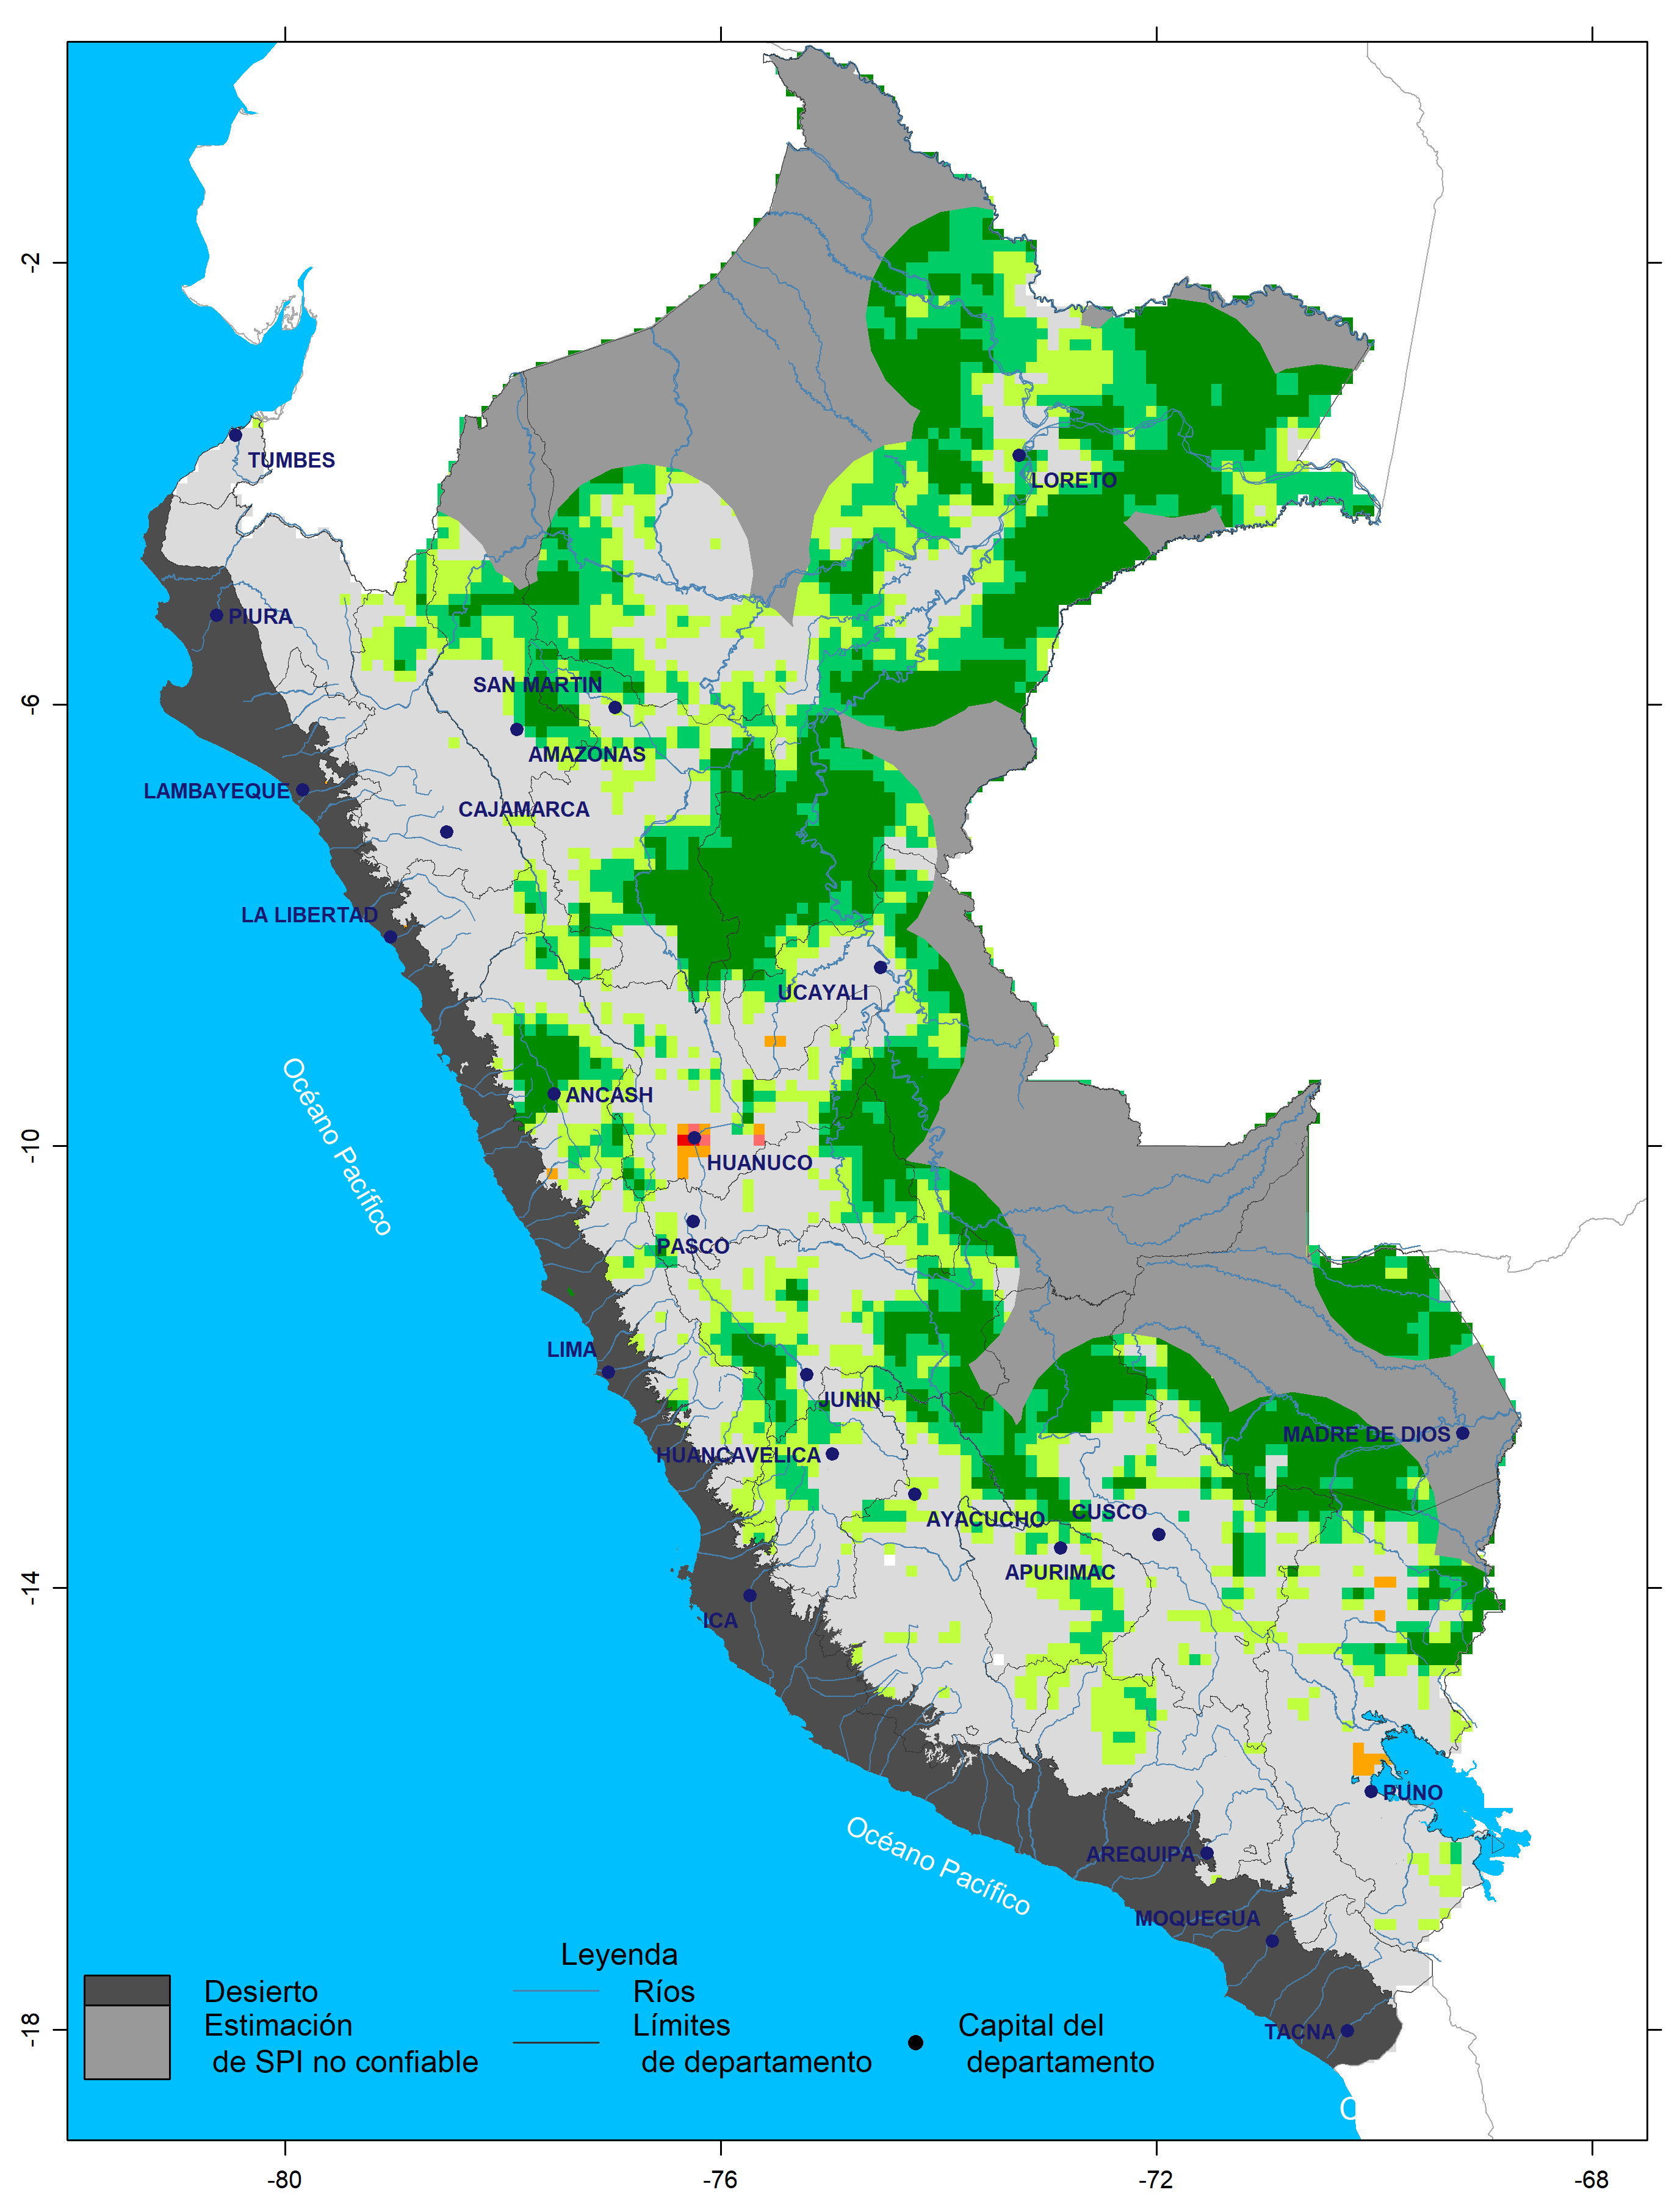 -2
-6
-10
-14
-18
-80
-76
-72
-68
TUMBES
LORETO
PIURA
SAN MARTIN
AMAZONAS
LAMBAYEQUE
CAJAMARCA
LA LIBERTAD
UCAYALI
Océano Pacífico
ANCASH
HUANUCO
PASCO
LIMA
JUNIN
MADRE DE DIOS
HUANCAVELICA
CUSCO
AYACUCHO
APURIMAC
ICA
PUNO
Océano Pacífico
AREQUIPA
MOQUEGUA
TACNA
Leyenda
Desierto
Estimación
de SPI no confiable
Ríos
Límites
de departamento
Capital del
departamento